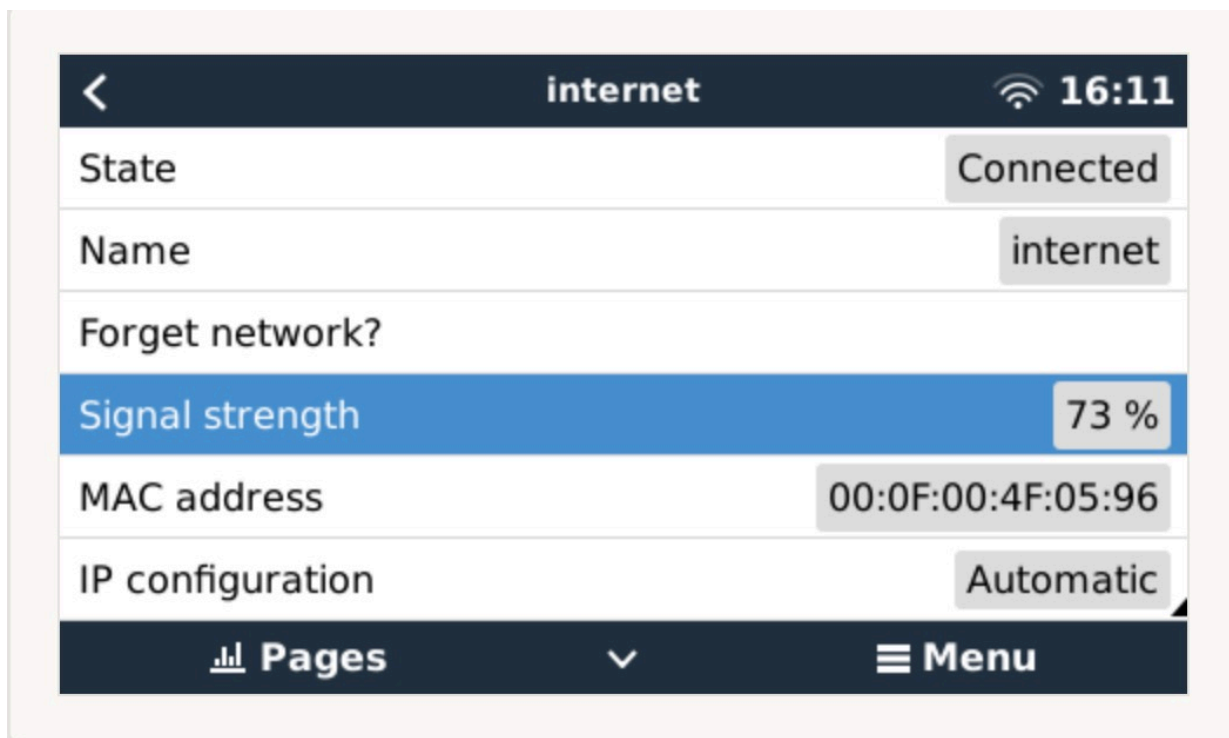 internet 16:11
State Connected
Name internet
Forget network?
Signal strength 73 %
MAC address 00:0F:00:4F:05:96
IP configuration Automatic
Pages Menu